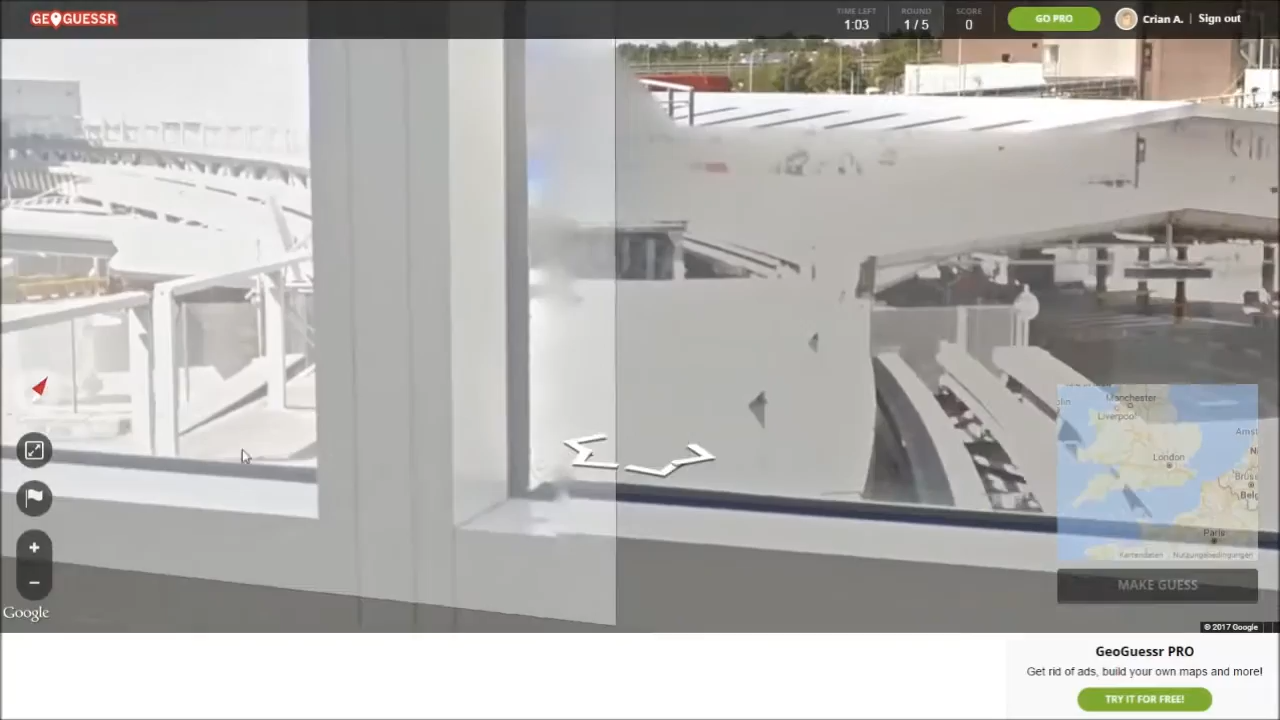 GEOGUESSR
TIME LEFT
1:03
ROUND
1 / 5
SCORE
0
GO PRO
Crian A. | Sign out
Manchester
Liverpool
London
Paris
Kartendaten
Nutzungsbedingungen
MAKE GUESS
Google
© 2017 Google
GeoGuessr PRO
Get rid of ads, build your own maps and more!
TRY IT FOR FREE!